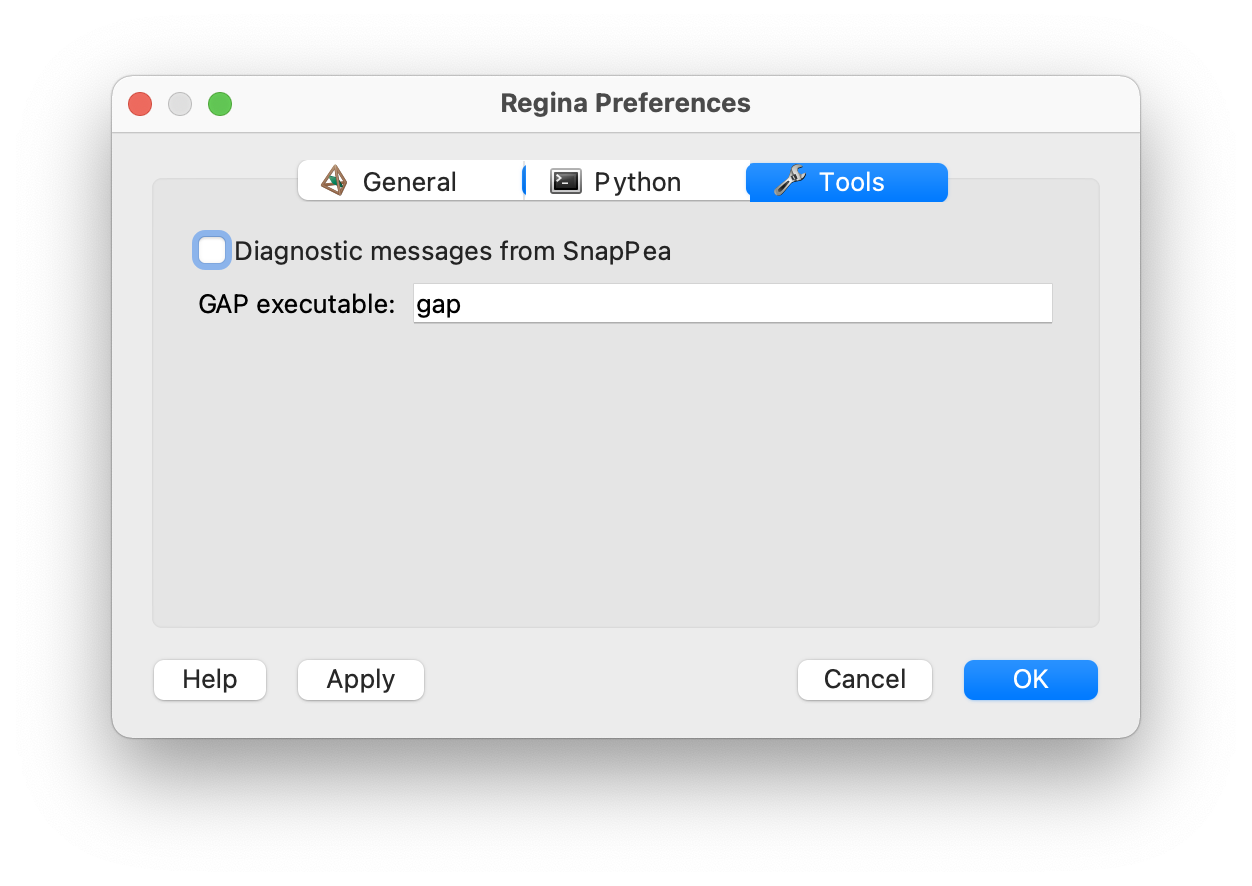 Regina Preferences
General Python Tools
Diagnostic messages from SnapPea
GAP executable: gap
Help Apply Cancel OK